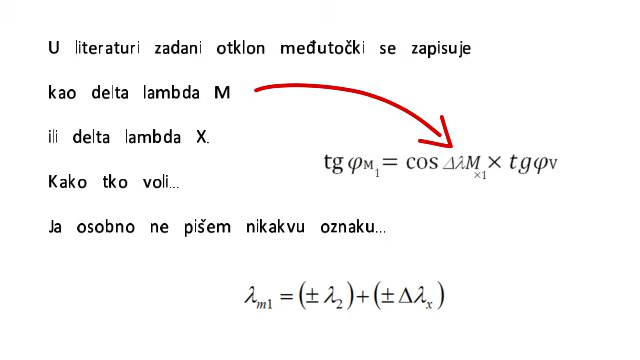 U literaturi zadani otklon međutočki se zapisuje
kao delta lambda M
ili delta lambda X.
tg φM₁ = cos ΔλM×1 × tgφV
Kako tko voli...
Ja osobno ne pišem nikakvu oznaku...
λm1 = (± λ2) + (± Δλx)